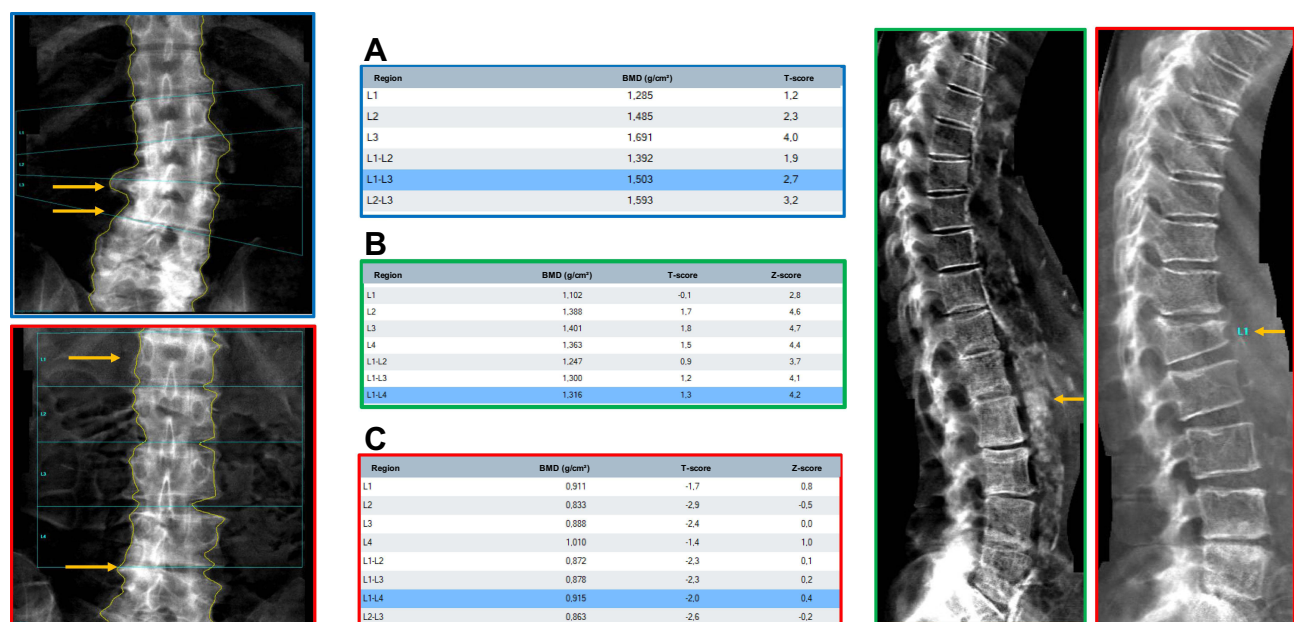 L1
L2
L3
A
Region BMD (g/cm²) T-score
L1 1,285 1,2
L2 1,485 2,3
L3 1,691 4,0
L1-L2 1,392 1,9
L1-L3 1,503 2,7
L2-L3 1,593 3,2
B
Region BMD (g/cm²) T-score Z-score
L1 1,102 -0,1 2,8
L2 1,388 1,7 4,6
L3 1,401 1,8 4,7
L4 1,363 1,5 4,4
L1-L2 1,247 0,9 3,7
L1-L3 1,300 1,2 4,1
L1-L4 1,316 1,3 4,2
L1
L2
L3
L4
C
Region BMD (g/cm²) T-score Z-score
L1 0,911 -1,7 0,8
L2 0,833 -2,9 -0,5
L3 0,888 -2,4 0,0
L4 1,010 -1,4 1,0
L1-L2 0,872 -2,3 0,1
L1-L3 0,878 -2,3 0,2
L1-L4 0,915 -2,0 0,4
L2-L3 0,863 -2,6 -0,2
L1